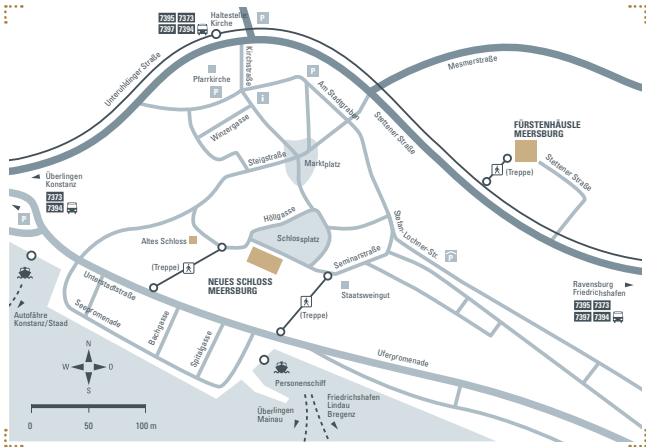 7395 7373
7397 7394
Haltestelle
Kirche
P
Unteruhldinger Straße
Kirchstraße
Mesmerstraße
Pfarrkirche
P
i
P
Am Stadtgraben
Stettener Straße
Winzergasse
FÜRSTENHÄUSLE
MEERSBURG
Steigstraße
Marktplatz
(Treppe)
Stettener Straße
Überlingen
Konstanz
7373
7394
P
Höllgasse
Stefan-Lochner-Str.
Altes Schloss
Schlossplatz
Seminarstraße
P
(Treppe)
NEUES SCHLOSS
MEERSBURG
Staatsweingut
Unterstadtstraße
Seepromenade
Bachgasse
Spitalgasse
(Treppe)
Ravensburg
Friedrichshafen
7395 7373
7397 7394
Autofähre
Konstanz/Staad
Uferpromenade
N
W O
S
Personenschiff
Überlingen
Mainau
Friedrichshafen
Lindau
Bregenz
0 50 100 m